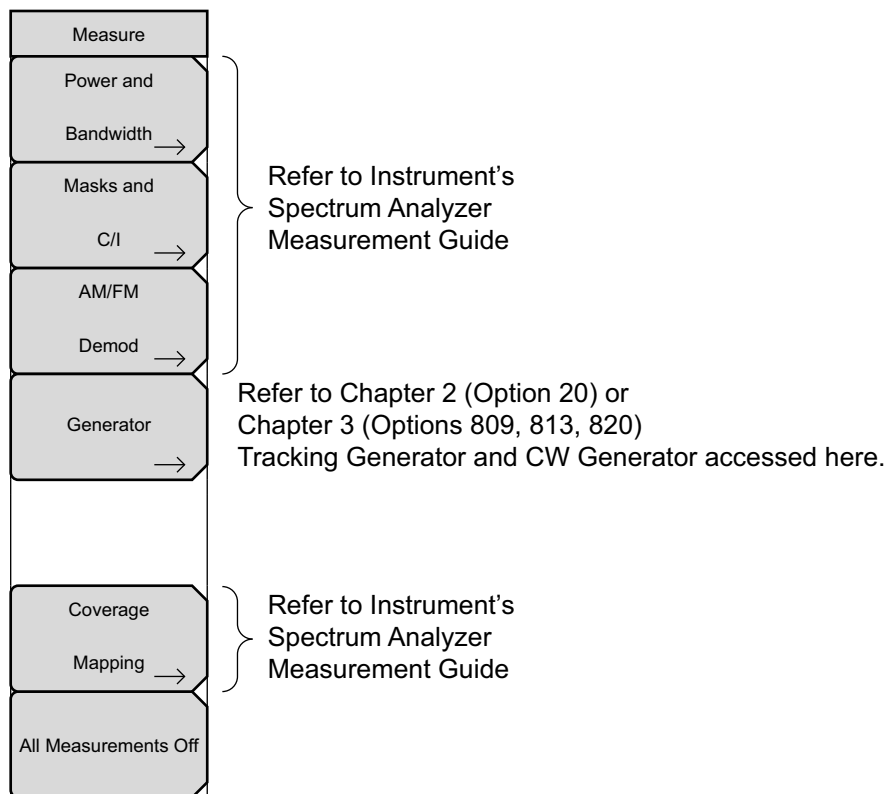 Measure
Power and
Bandwidth
Masks and
C/I
AM/FM
Demod
Refer to Instrument’s
Spectrum Analyzer
Measurement Guide
Generator
Refer to Chapter 2 (Option 20) or
Chapter 3 (Options 809, 813, 820)
Tracking Generator and CW Generator accessed here.
Coverage
Mapping
Refer to Instrument’s
Spectrum Analyzer
Measurement Guide
All Measurements Off